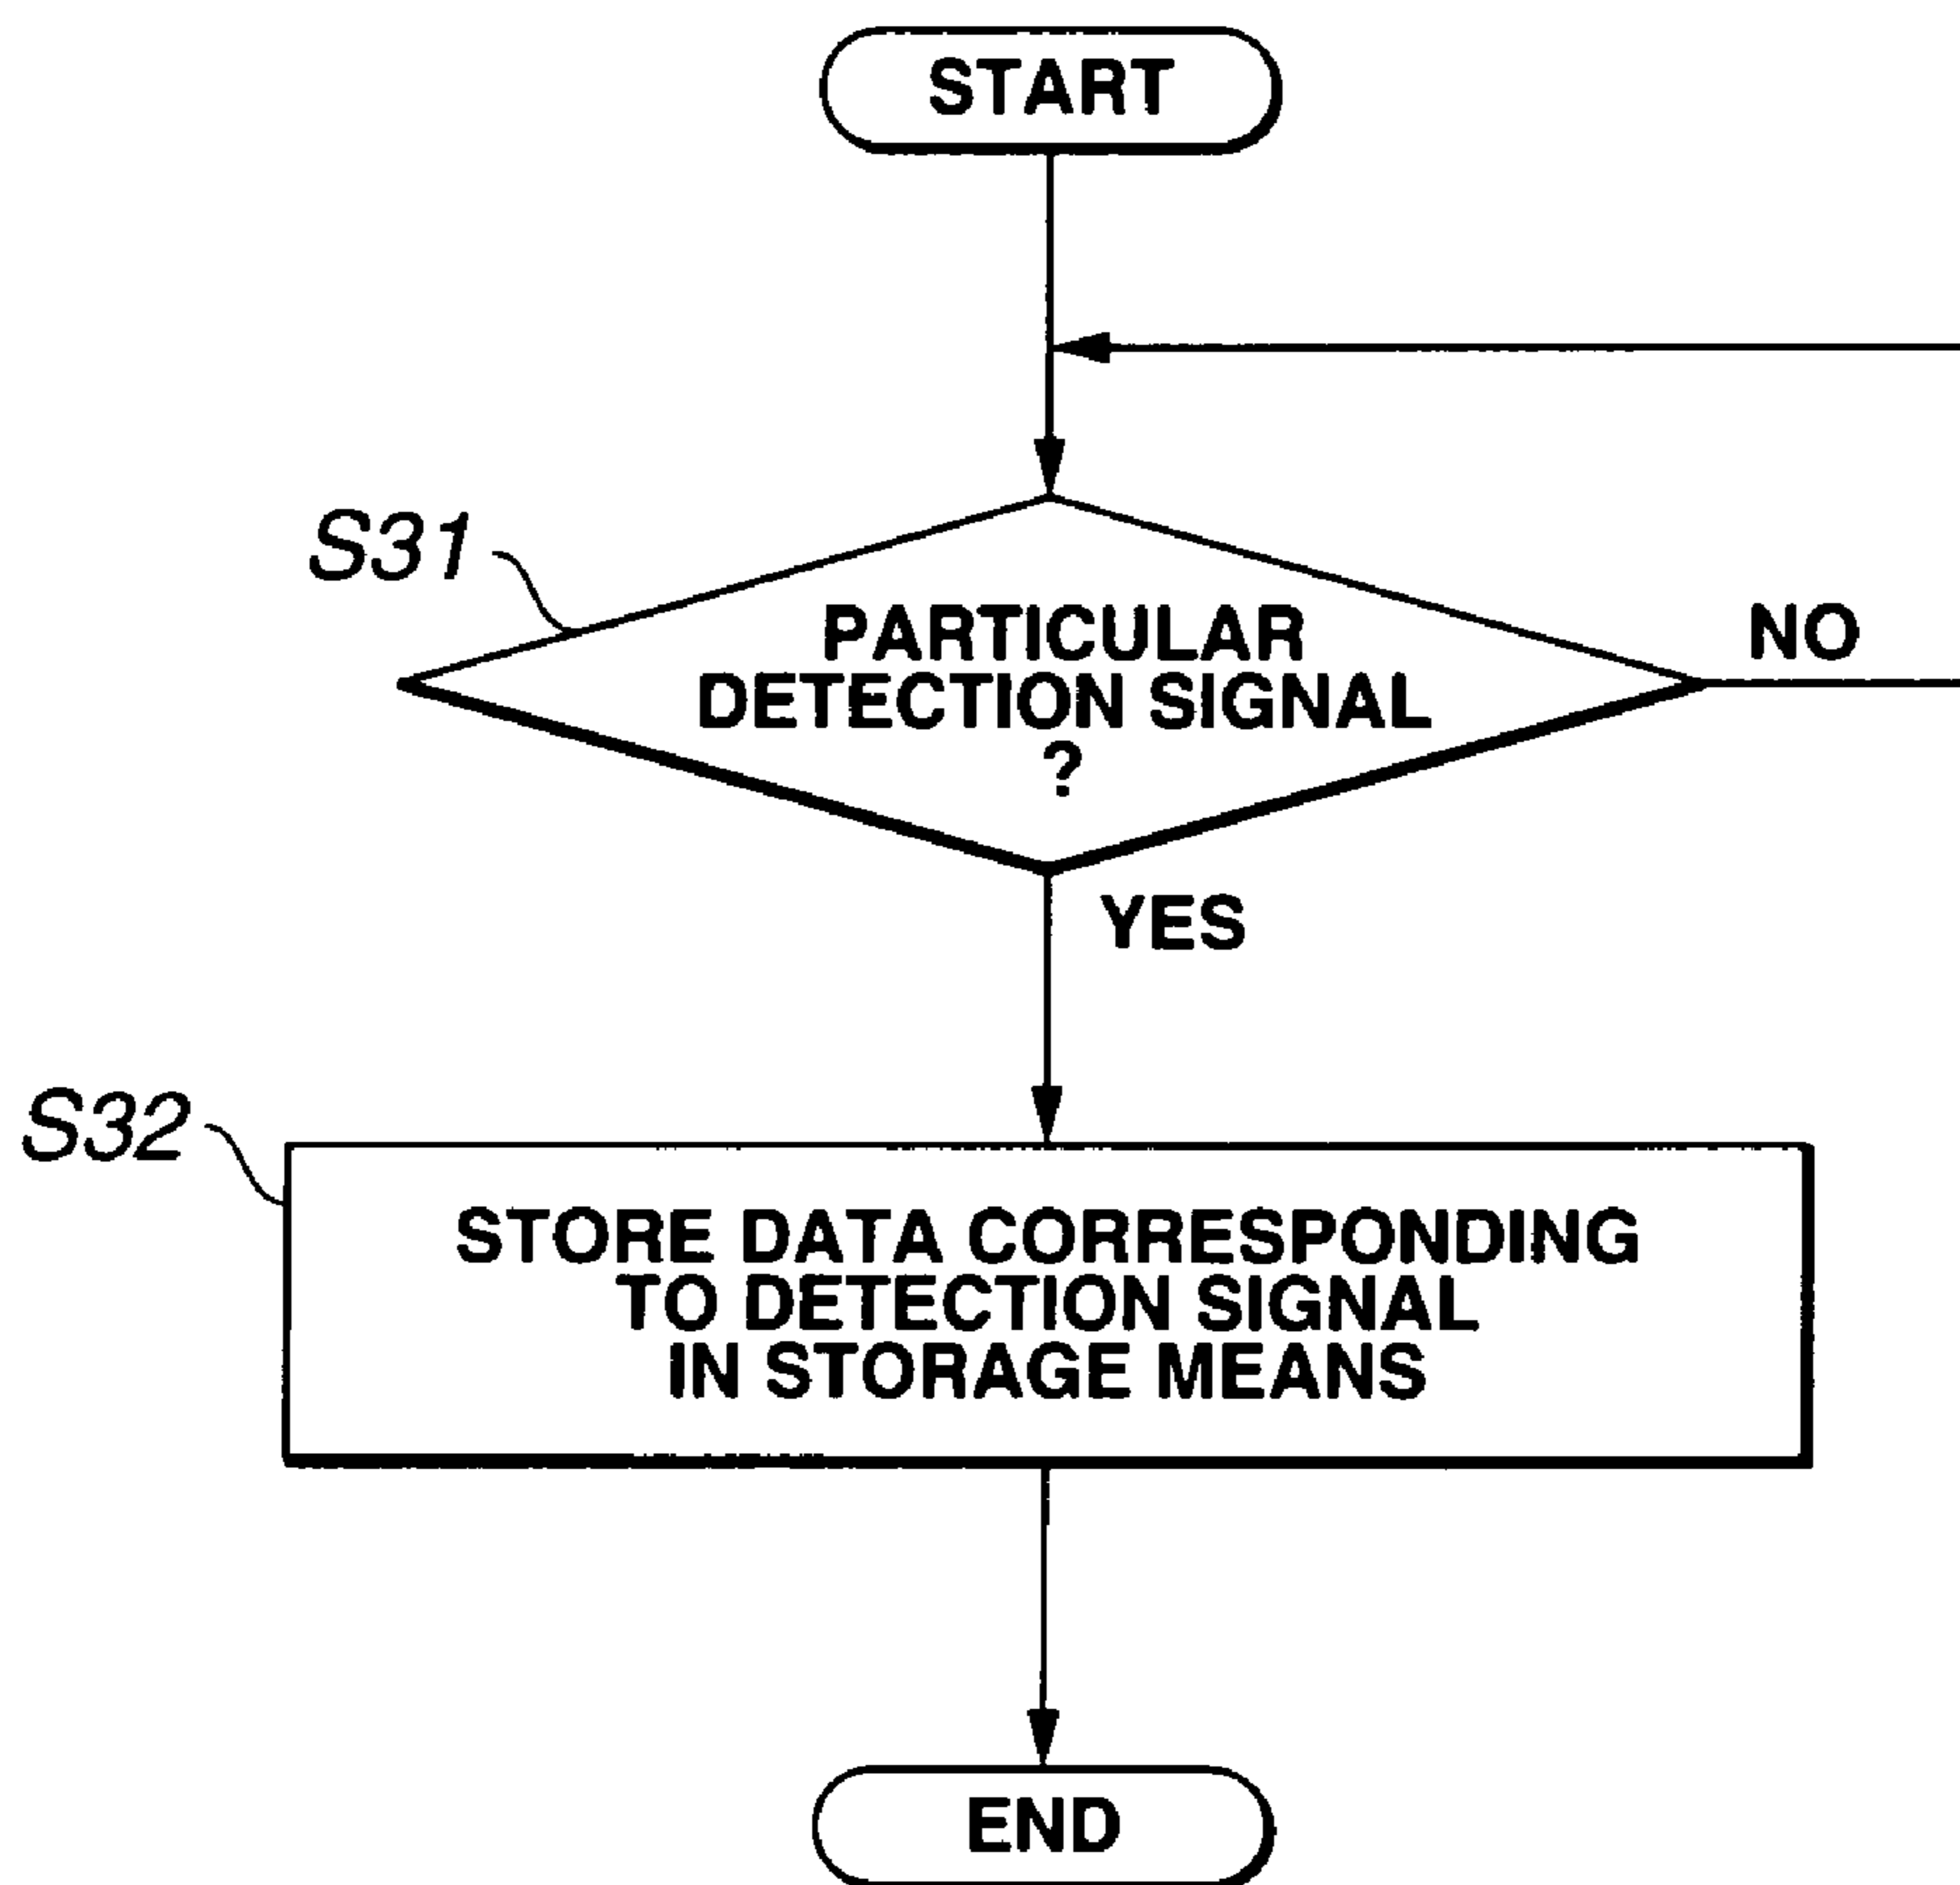 START
S31
PARTICULAR
DETECTION SIGNAL
?
NO
YES
S32
STORE DATA CORRESPONDING
TO DETECTION SIGNAL
IN STORAGE MEANS
END